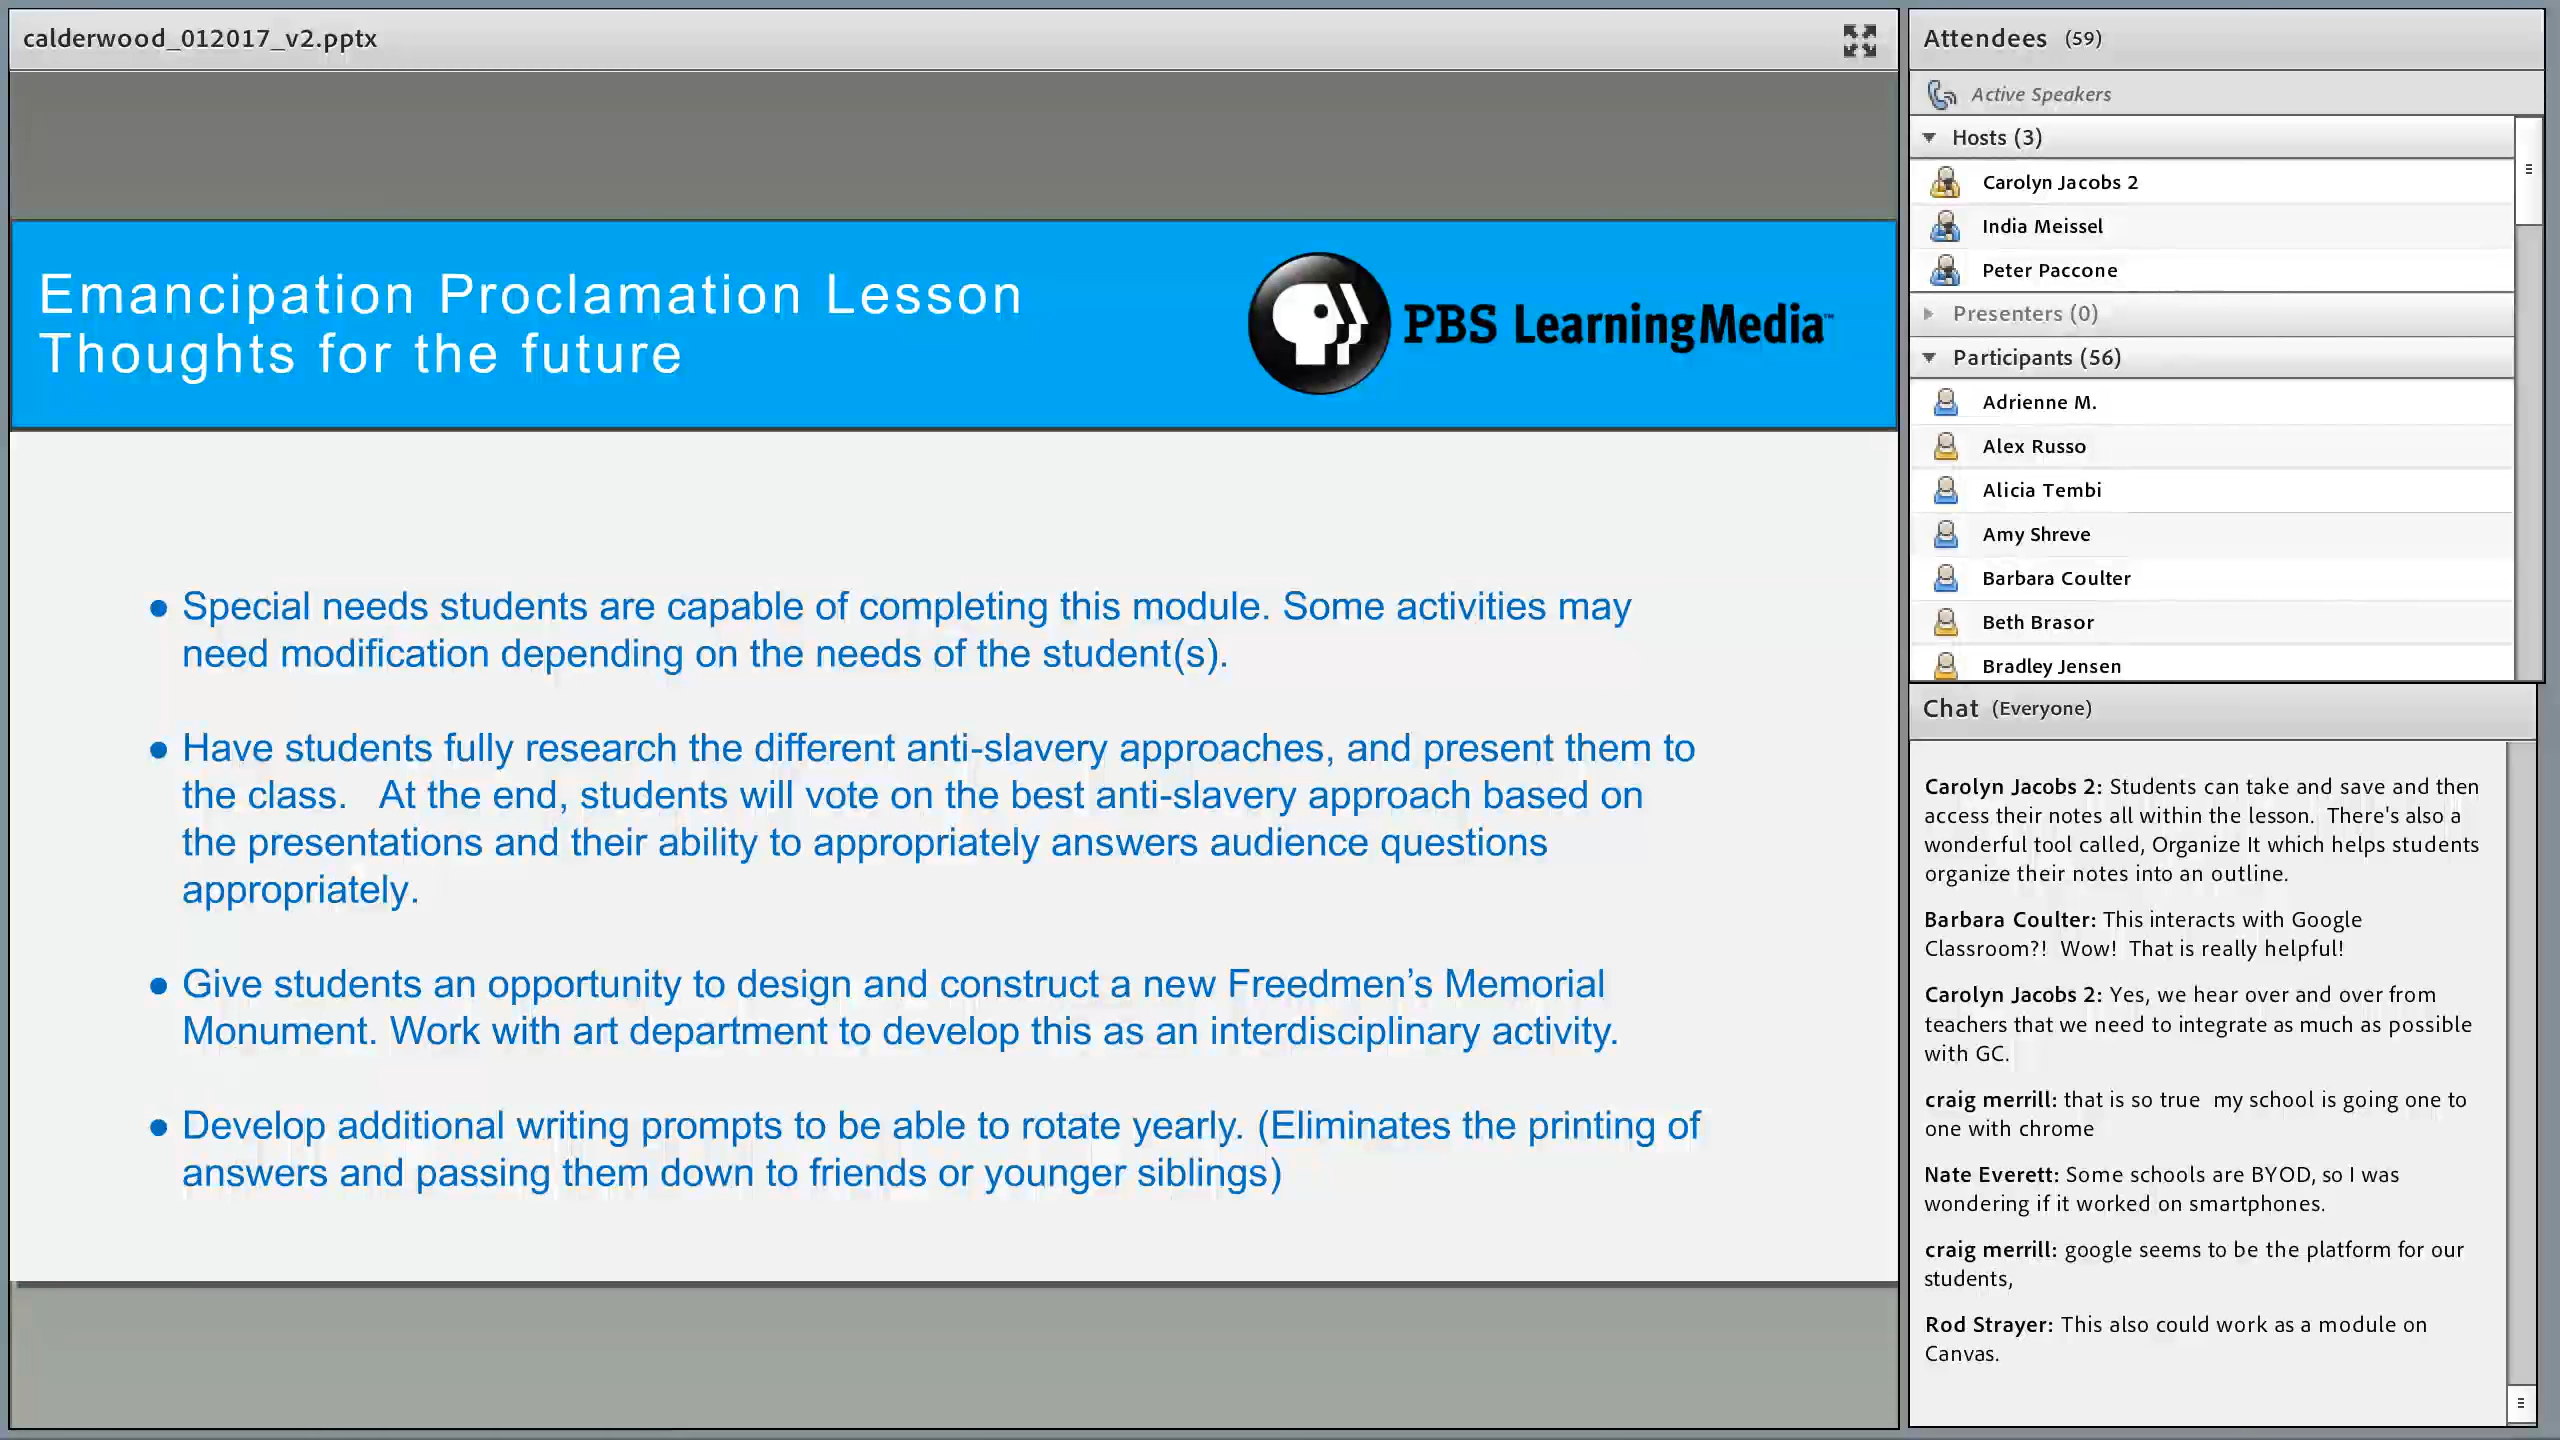 calderwood_012017_v2.pptx
Emancipation Proclamation Lesson
Thoughts for the future
PBS LearningMedia™
● Special needs students are capable of completing this module. Some activities may
need modification depending on the needs of the student(s).
● Have students fully research the different anti-slavery approaches, and present them to
the class.   At the end, students will vote on the best anti-slavery approach based on
the presentations and their ability to appropriately answers audience questions
appropriately.
● Give students an opportunity to design and construct a new Freedmen’s Memorial
Monument. Work with art department to develop this as an interdisciplinary activity.
● Develop additional writing prompts to be able to rotate yearly. (Eliminates the printing of
answers and passing them down to friends or younger siblings)
Attendees (59)
Active Speakers
Hosts (3)
Carolyn Jacobs 2
India Meissel
Peter Paccone
Presenters (0)
Participants (56)
Adrienne M.
Alex Russo
Alicia Tembi
Amy Shreve
Barbara Coulter
Beth Brasor
Bradley Jensen
Chat (Everyone)
Carolyn Jacobs 2: Students can take and save and then
access their notes all within the lesson.  There's also a
wonderful tool called, Organize It which helps students
organize their notes into an outline.
Barbara Coulter: This interacts with Google
Classroom?!  Wow!  That is really helpful!
Carolyn Jacobs 2: Yes, we hear over and over from
teachers that we need to integrate as much as possible
with GC.
craig merrill: that is so true  my school is going one to
one with chrome
Nate Everett: Some schools are BYOD, so I was
wondering if it worked on smartphones.
craig merrill: google seems to be the platform for our
students,
Rod Strayer: This also could work as a module on
Canvas.